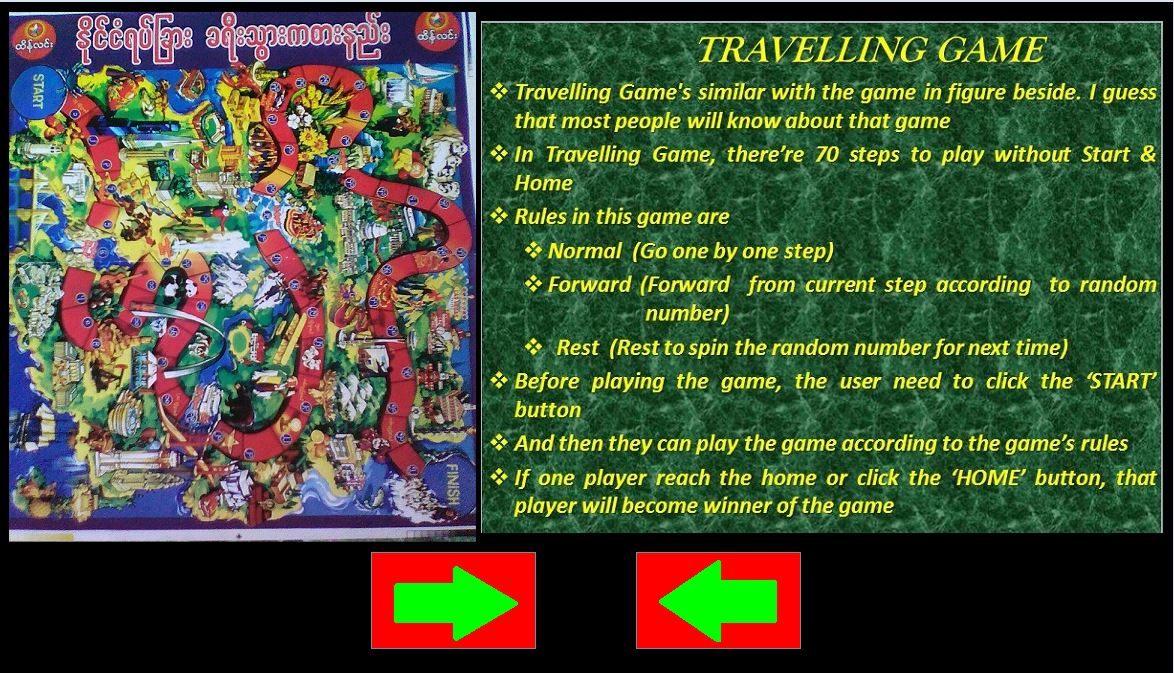 နိုင်ငံရပ်ခြား ခရီးသွားကစားနည်း
ထိန်လင်း
ထိန်လင်း
START
FINISH
TRAVELLING GAME
❖ Travelling Game's similar with the game in figure beside. I guess
that most people will know about that game
❖ In Travelling Game, there're 70 steps to play without Start &
Home
❖ Rules in this game are
❖ Normal (Go one by one step)
❖ Forward (Forward from current step according to random
number)
❖ Rest (Rest to spin the random number for next time)
❖ Before playing the game, the user need to click the ‘START’
button
❖ And then they can play the game according to the game’s rules
❖ If one player reach the home or click the ‘HOME’ button, that
player will become winner of the game